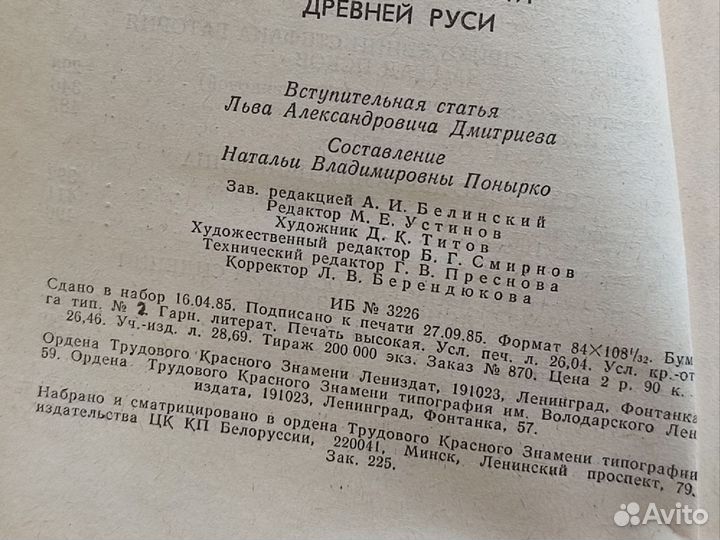 ДРЕВНЕЙ РУСИ
Вступительная статья
Льва Александровича Дмитриева
Составление
Натальи Владимировны Понырко
Зав. редакцией А. И. Белинский
Редактор М. Е. Устинов
Художник Д. К. Титов
Художественный редактор Б. Г. Смирнов
Технический редактор Г. В. Преснова
Корректор Л. В. Берендюкова
ИБ № 3226
Сдано в набор 16.04.85. Подписано к печати 27.09.85. Формат 84×108¹/₃₂. Бум
га тип. № 2. Гарн. литерат. Печать высокая. Усл. печ. л. 26,04. Усл. кр.-от
26,46. Уч.-изд. л. 28,69. Тираж 200 000 экз. Заказ № 870. Цена 2 р. 90 к.
Ордена Трудового Красного Знамени Лениздат, 191023, Ленинград, Фонтанка
59. Ордена Трудового Красного Знамени типография им. Володарского Лен
издата, 191023, Ленинград, Фонтанка, 57.
Набрано и сматрицировано в ордена Трудового Красного Знамени типографии
издательства ЦК КП Белоруссии, 220041, Минск, Ленинский проспект, 79.
Зак. 225.
Avito